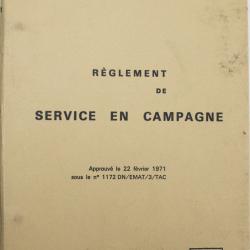 RÈGLEMENT
DE
SERVICE EN CAMPAGNE
Approuvé le 22 février 1971
sous le n° 1172 DN/EMAT/3/TAC